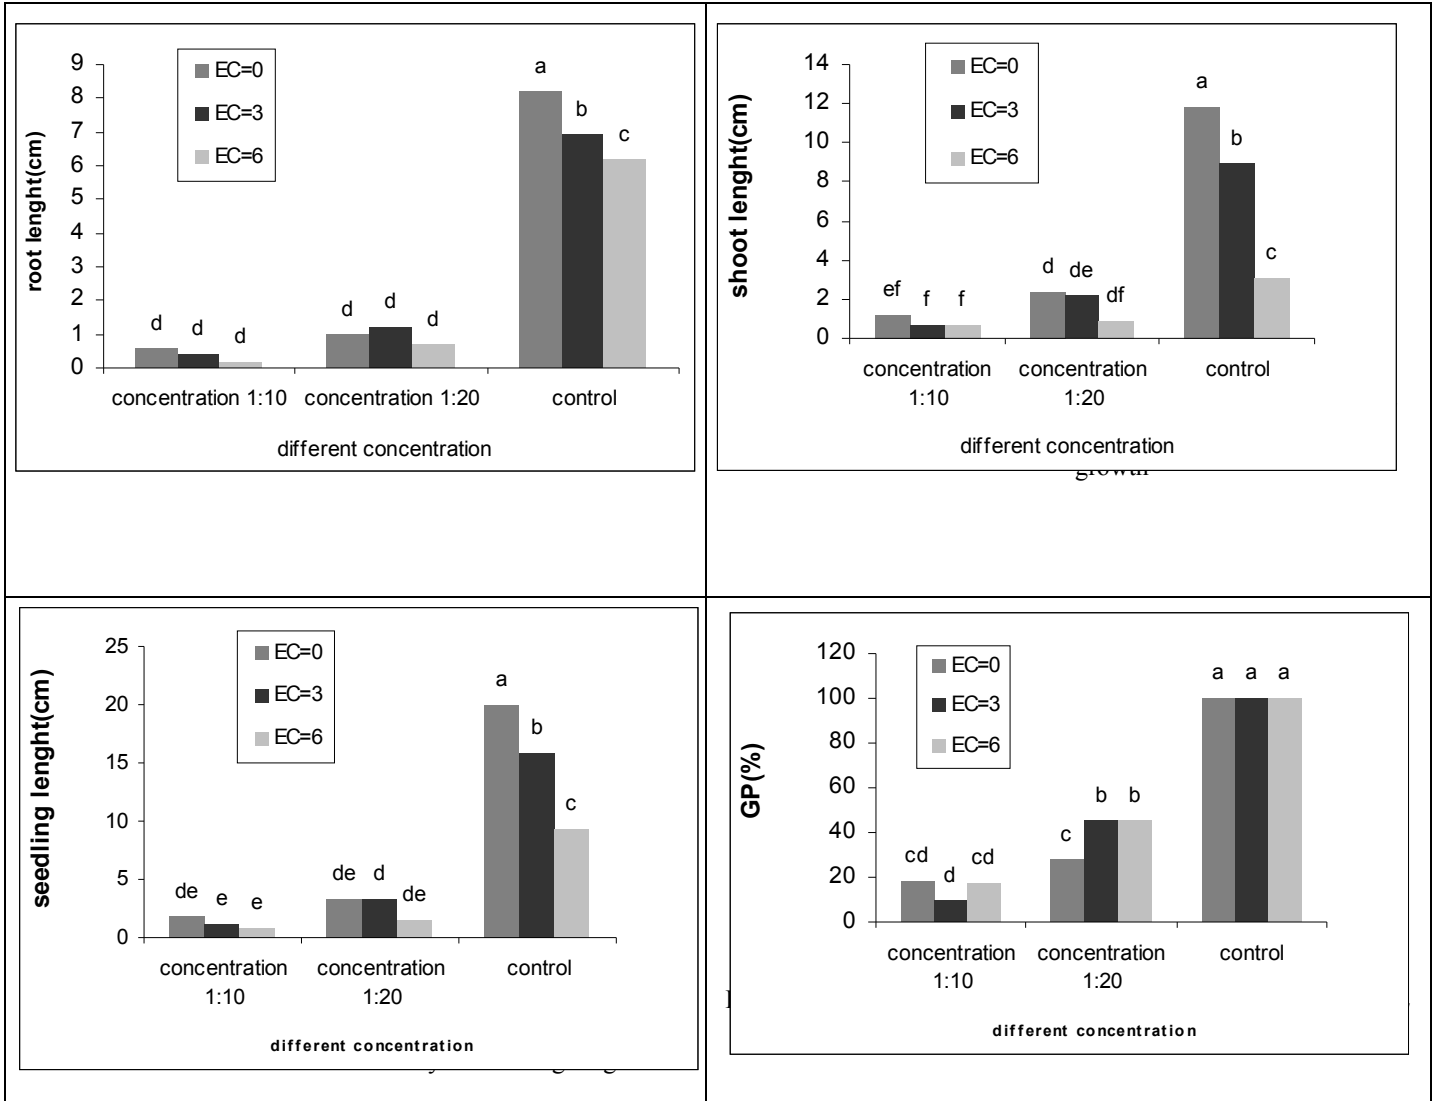 9
8
7
6
5
4
3
2
1
0
root lenght(cm)
EC=0
EC=3
EC=6
a
b
c
d
d
d
d
d
d
concentration 1:10
concentration 1:20
control
different concentration
14
12
10
8
6
4
2
0
shoot lenght(cm)
EC=0
EC=3
EC=6
a
b
c
ef
f
f
d
de
df
concentration
1:10
concentration
1:20
control
different concentration
growth
25
20
15
10
5
0
seedling lenght(cm)
EC=0
EC=3
EC=6
a
b
c
de
e
e
de
d
de
concentration
1:10
concentration
1:20
control
different concentration
120
100
80
60
40
20
0
GP(%)
EC=0
EC=3
EC=6
a
a
a
cd
d
cd
c
b
b
concentration
1:10
concentration
1:20
control
different concentration